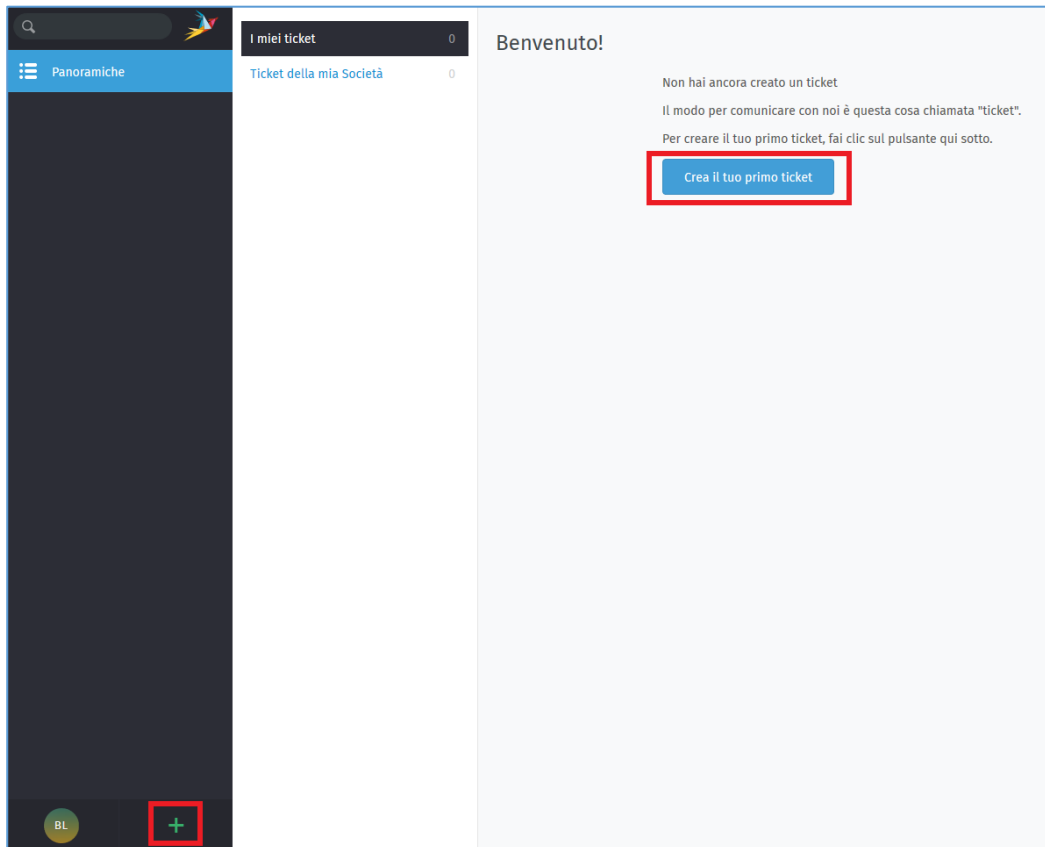 Panoramiche
BL
+
I miei ticket 0
Ticket della mia Società 0
Benvenuto!
Non hai ancora creato un ticket
Il modo per comunicare con noi è questa cosa chiamata "ticket".
Per creare il tuo primo ticket, fai clic sul pulsante qui sotto.
Crea il tuo primo ticket